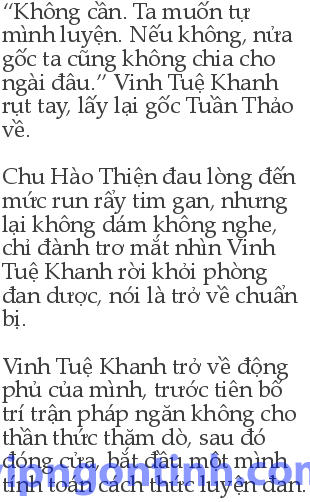 “Không cần. Ta muốn tự
mình luyện. Nếu không, nửa
gốc ta cũng không chia cho
ngài đâu.” Vinh Tuệ Khanh
rụt tay, lấy lại gốc Tuần Thảo
về.
Chu Hào Thiện đau lòng đến
mức run rẩy tim gan, nhưng
lại không dám không nghe,
chỉ đành trơ mắt nhìn Vinh
Tuệ Khanh rời khỏi phòng
đan dược, nói là trở về chuẩn
bị.
Vinh Tuệ Khanh trở về động
phủ của mình, trước tiên bố
trí trận pháp ngăn không cho
thần thức thăm dò, sau đó
đóng cửa, bắt đầu một mình
tính toán cách thức luyện đan.